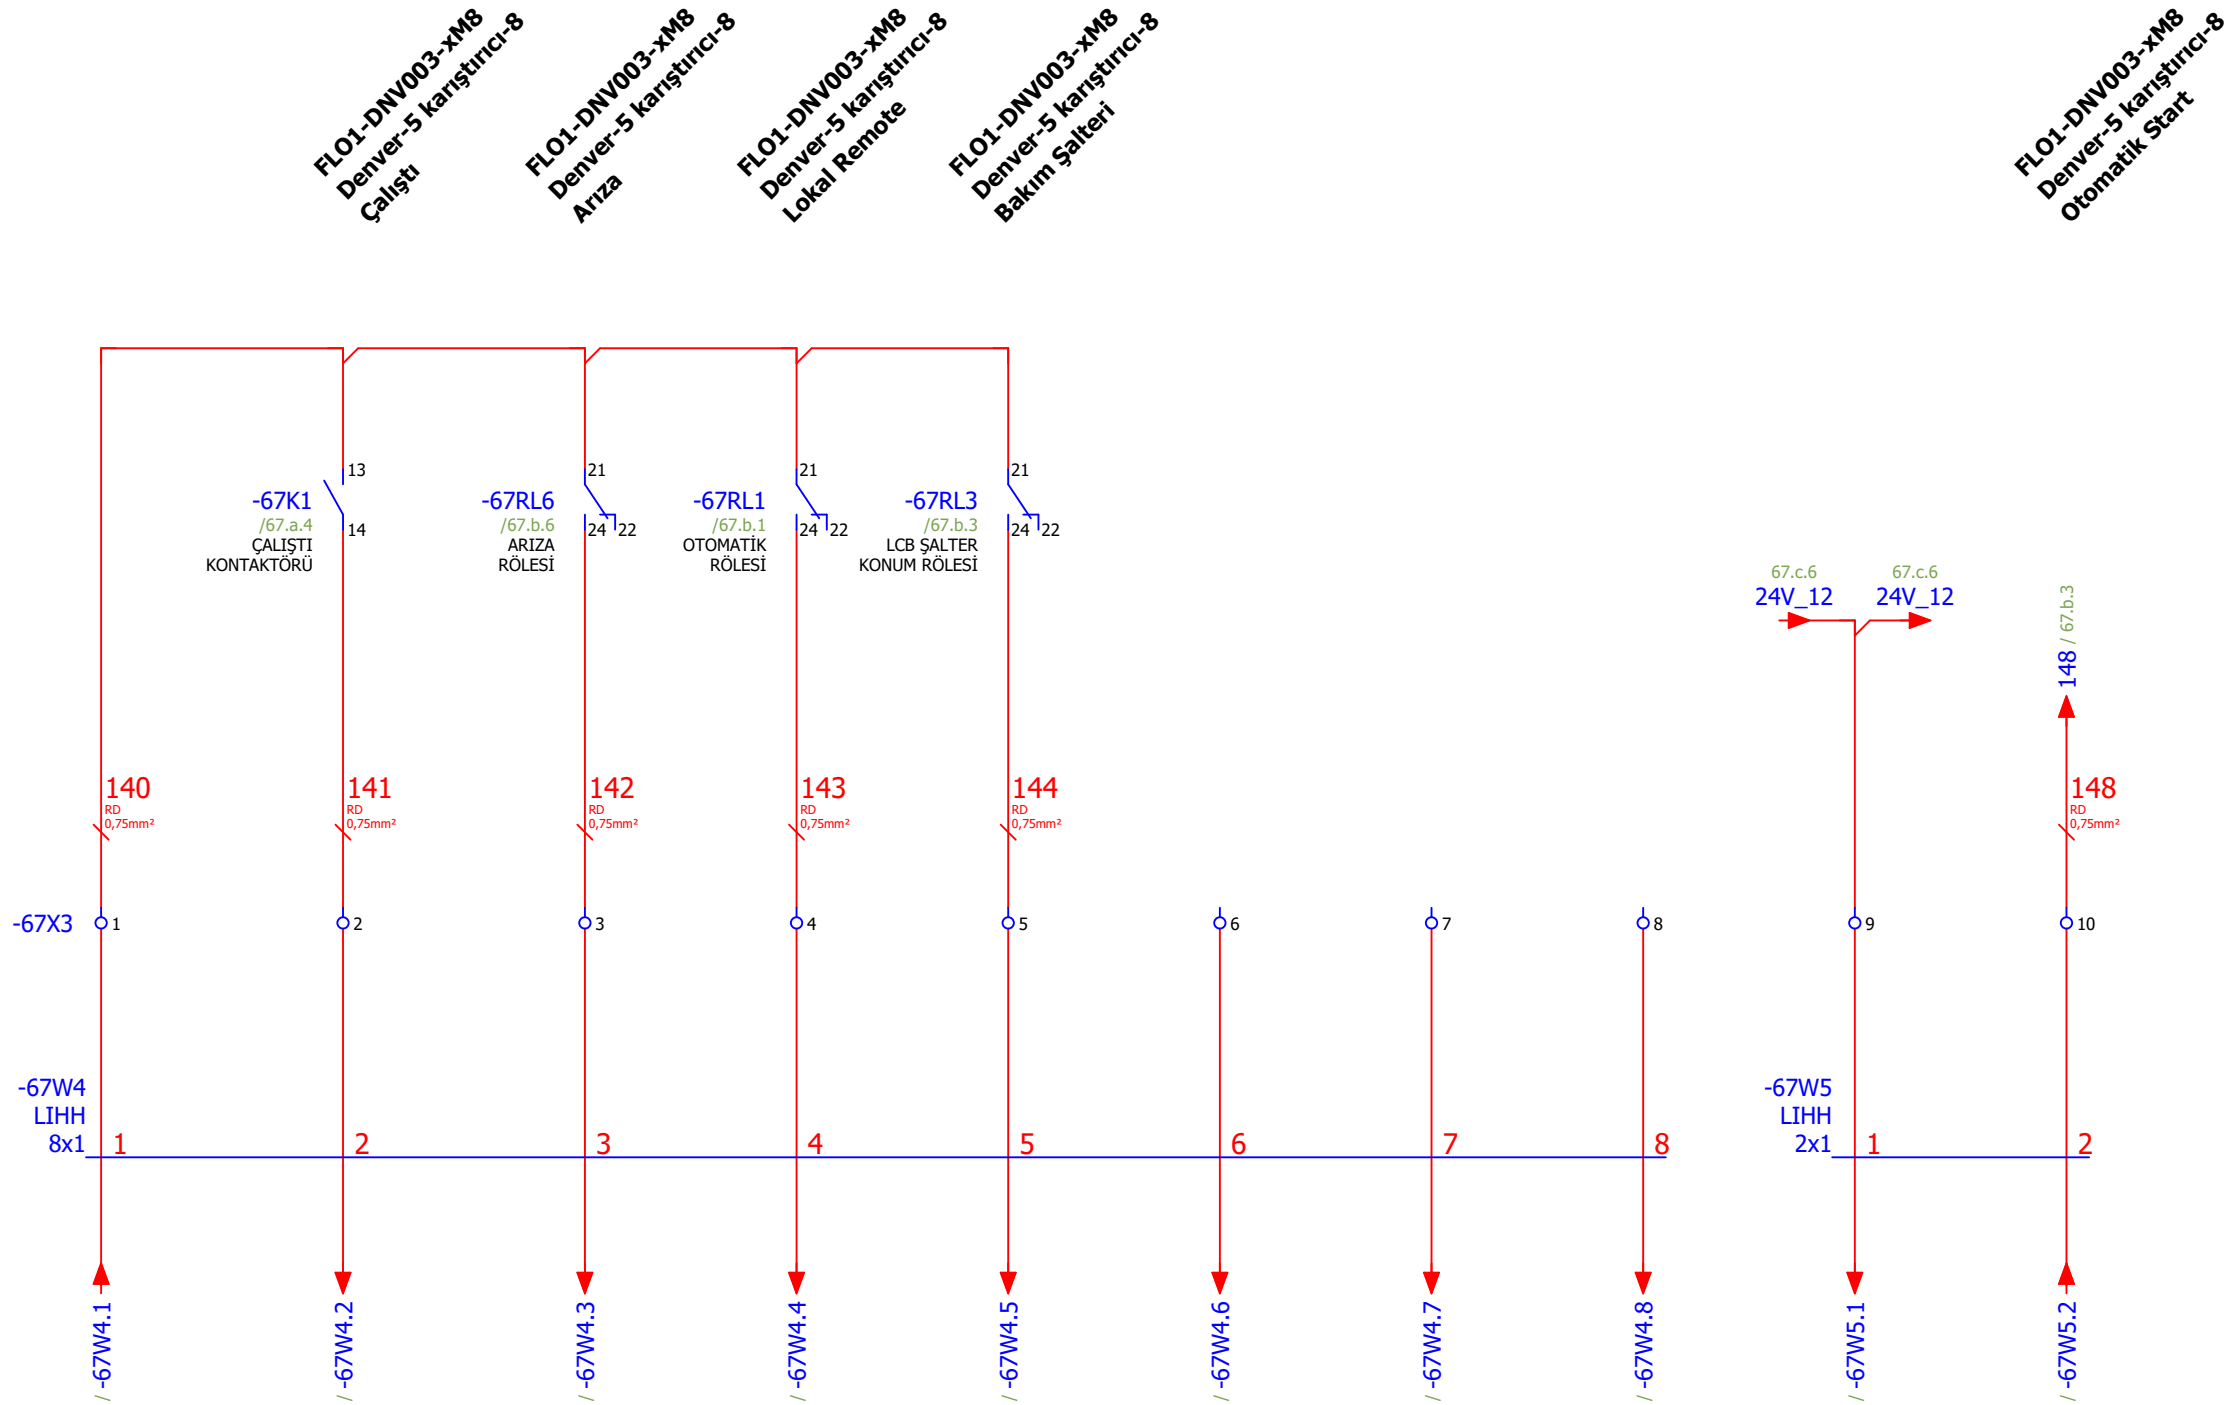 FLO1-DNV003-xM8
Denver-5 karıştırıcı-8
Çalıştı
FLO1-DNV003-xM8
Denver-5 karıştırıcı-8
Arıza
FLO1-DNV003-xM8
Denver-5 karıştırıcı-8
Lokal Remote
FLO1-DNV003-xM8
Denver-5 karıştırıcı-8
Bakım Şalteri
FLO1-DNV003-xM8
Denver-5 karıştırıcı-8
Otomatik Start
13
-67K1
/67.a.4
14
ÇALIŞTI
KONTAKTÖRÜ
21
-67RL6
/67.b.6
24 22
ARIZA
RÖLESİ
21
-67RL1
/67.b.1
24 22
OTOMATİK
RÖLESİ
21
-67RL3
/67.b.3
24 22
LCB ŞALTER
KONUM RÖLESİ
67.c.6
24V_12
67.c.6
24V_12
148 / 67.b.3
140
RD
0,75mm²
141
RD
0,75mm²
142
RD
0,75mm²
143
RD
0,75mm²
144
RD
0,75mm²
148
RD
0,75mm²
-67X3 1 2 3 4 5 6 7 8 9 10
-67W4
LIHH
8x1 1 2 3 4 5 6 7 8
-67W5
LIHH
2x1 1 2
/ -67W4.1
/ -67W4.2
/ -67W4.3
/ -67W4.4
/ -67W4.5
/ -67W4.6
/ -67W4.7
/ -67W4.8
/ -67W5.1
/ -67W5.2